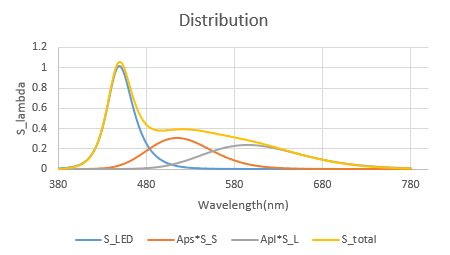 Distribution
1.2
1
0.8
0.6
0.4
0.2
0
S_lambda
380 480 580 680 780
Wavelength(nm)
S_LED Aps*S_S Apl*S_L S_total